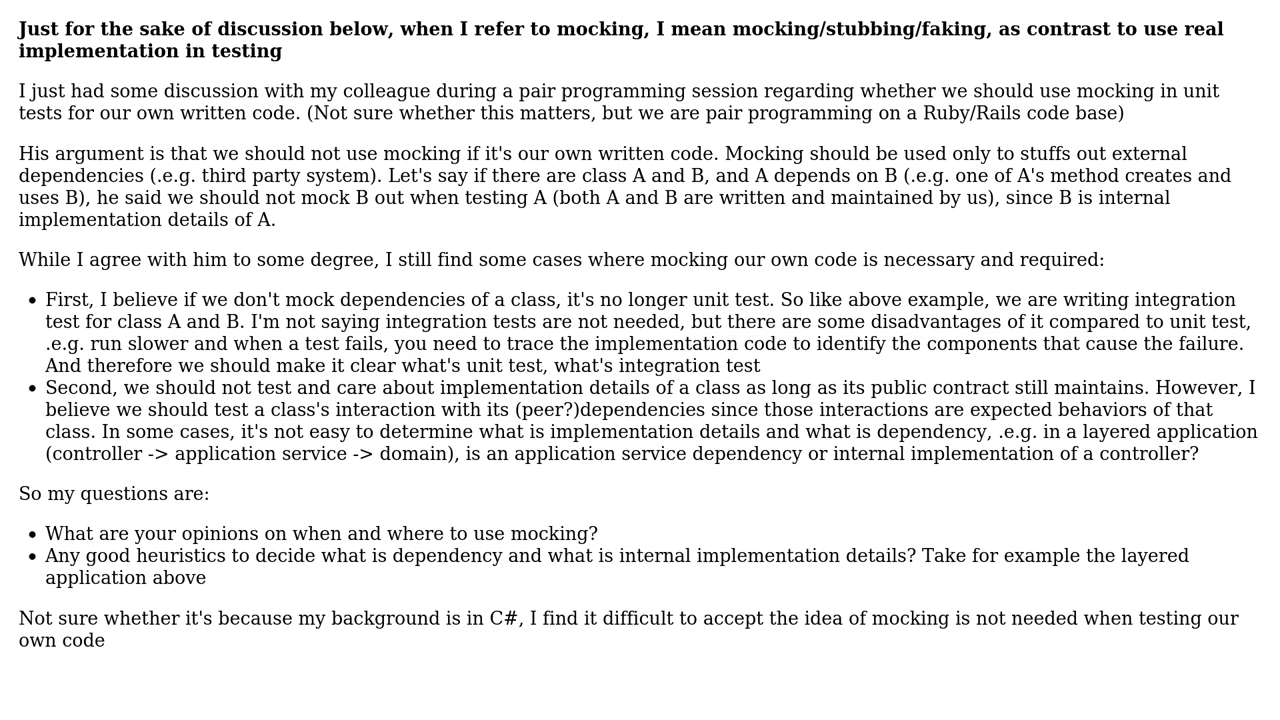 Just for the sake of discussion below, when I refer to mocking, I mean mocking/stubbing/faking, as contrast to use real
implementation in testing
I just had some discussion with my colleague during a pair programming session regarding whether we should use mocking in unit
tests for our own written code. (Not sure whether this matters, but we are pair programming on a Ruby/Rails code base)
His argument is that we should not use mocking if it's our own written code. Mocking should be used only to stuffs out external
dependencies (.e.g. third party system). Let's say if there are class A and B, and A depends on B (.e.g. one of A's method creates and
uses B), he said we should not mock B out when testing A (both A and B are written and maintained by us), since B is internal
implementation details of A.
While I agree with him to some degree, I still find some cases where mocking our own code is necessary and required:
• First, I believe if we don't mock dependencies of a class, it's no longer unit test. So like above example, we are writing integration
test for class A and B. I'm not saying integration tests are not needed, but there are some disadvantages of it compared to unit test,
.e.g. run slower and when a test fails, you need to trace the implementation code to identify the components that cause the failure.
And therefore we should make it clear what's unit test, what's integration test
• Second, we should not test and care about implementation details of a class as long as its public contract still maintains. However, I
believe we should test a class's interaction with its (peer?)dependencies since those interactions are expected behaviors of that
class. In some cases, it's not easy to determine what is implementation details and what is dependency, .e.g. in a layered application
(controller -> application service -> domain), is an application service dependency or internal implementation of a controller?
So my questions are:
• What are your opinions on when and where to use mocking?
• Any good heuristics to decide what is dependency and what is internal implementation details? Take for example the layered
application above
Not sure whether it's because my background is in C#, I find it difficult to accept the idea of mocking is not needed when testing our
own code